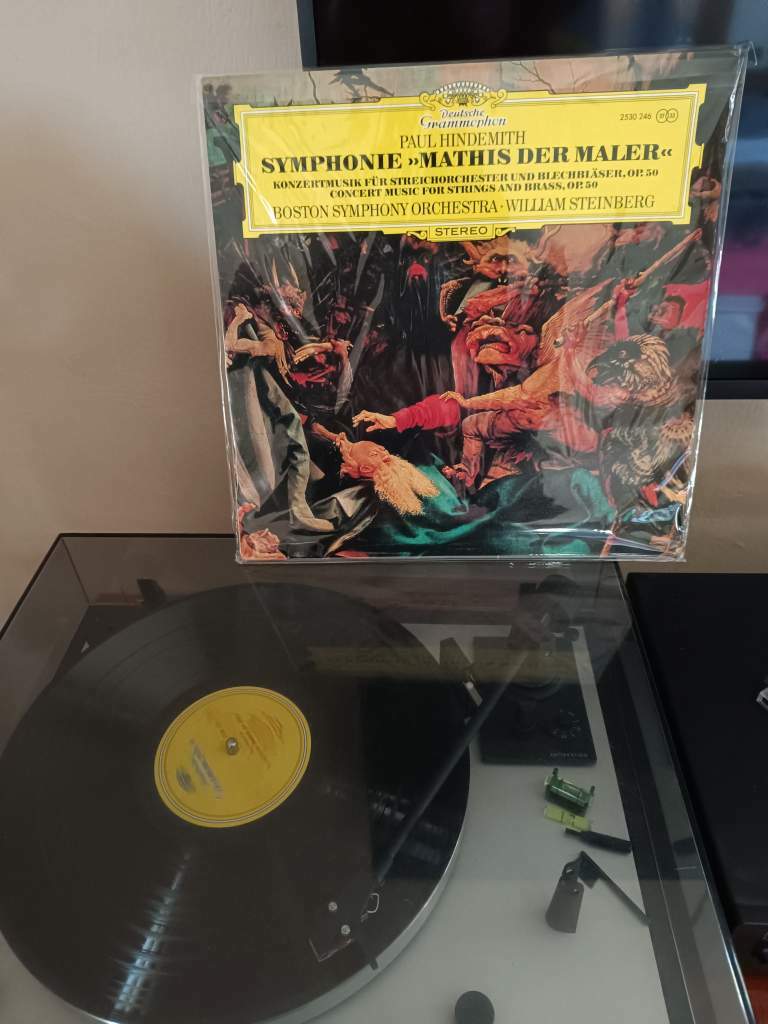 Deutsche
Grammophon
2530 246
PAUL HINDEMITH
SYMPHONIE »MATHIS DER MALER«
KONZERTMUSIK FÜR STREICHORCHESTER UND BLECHBLÄSER, OP. 50
CONCERT MUSIC FOR STRINGS AND BRASS, OP. 50
BOSTON SYMPHONY ORCHESTRA · WILLIAM STEINBERG
STEREO